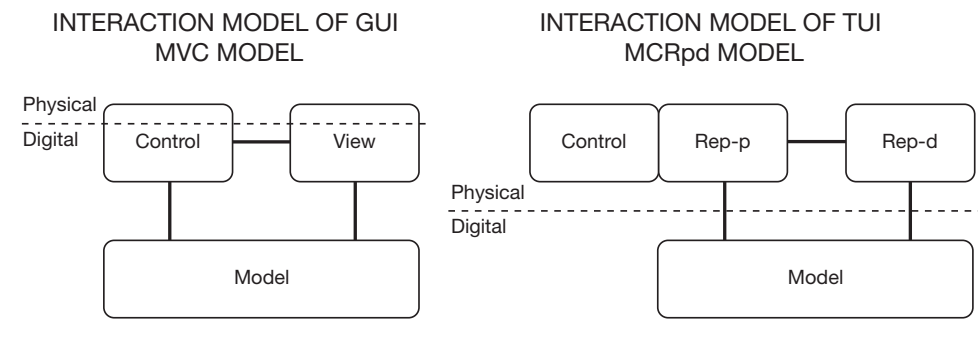 INTERACTION MODEL OF GUI
MVC MODEL
Physical
Digital
Control
View
Model
INTERACTION MODEL OF TUI
MCRpd MODEL
Control
Rep-p
Rep-d
Physical
Digital
Model